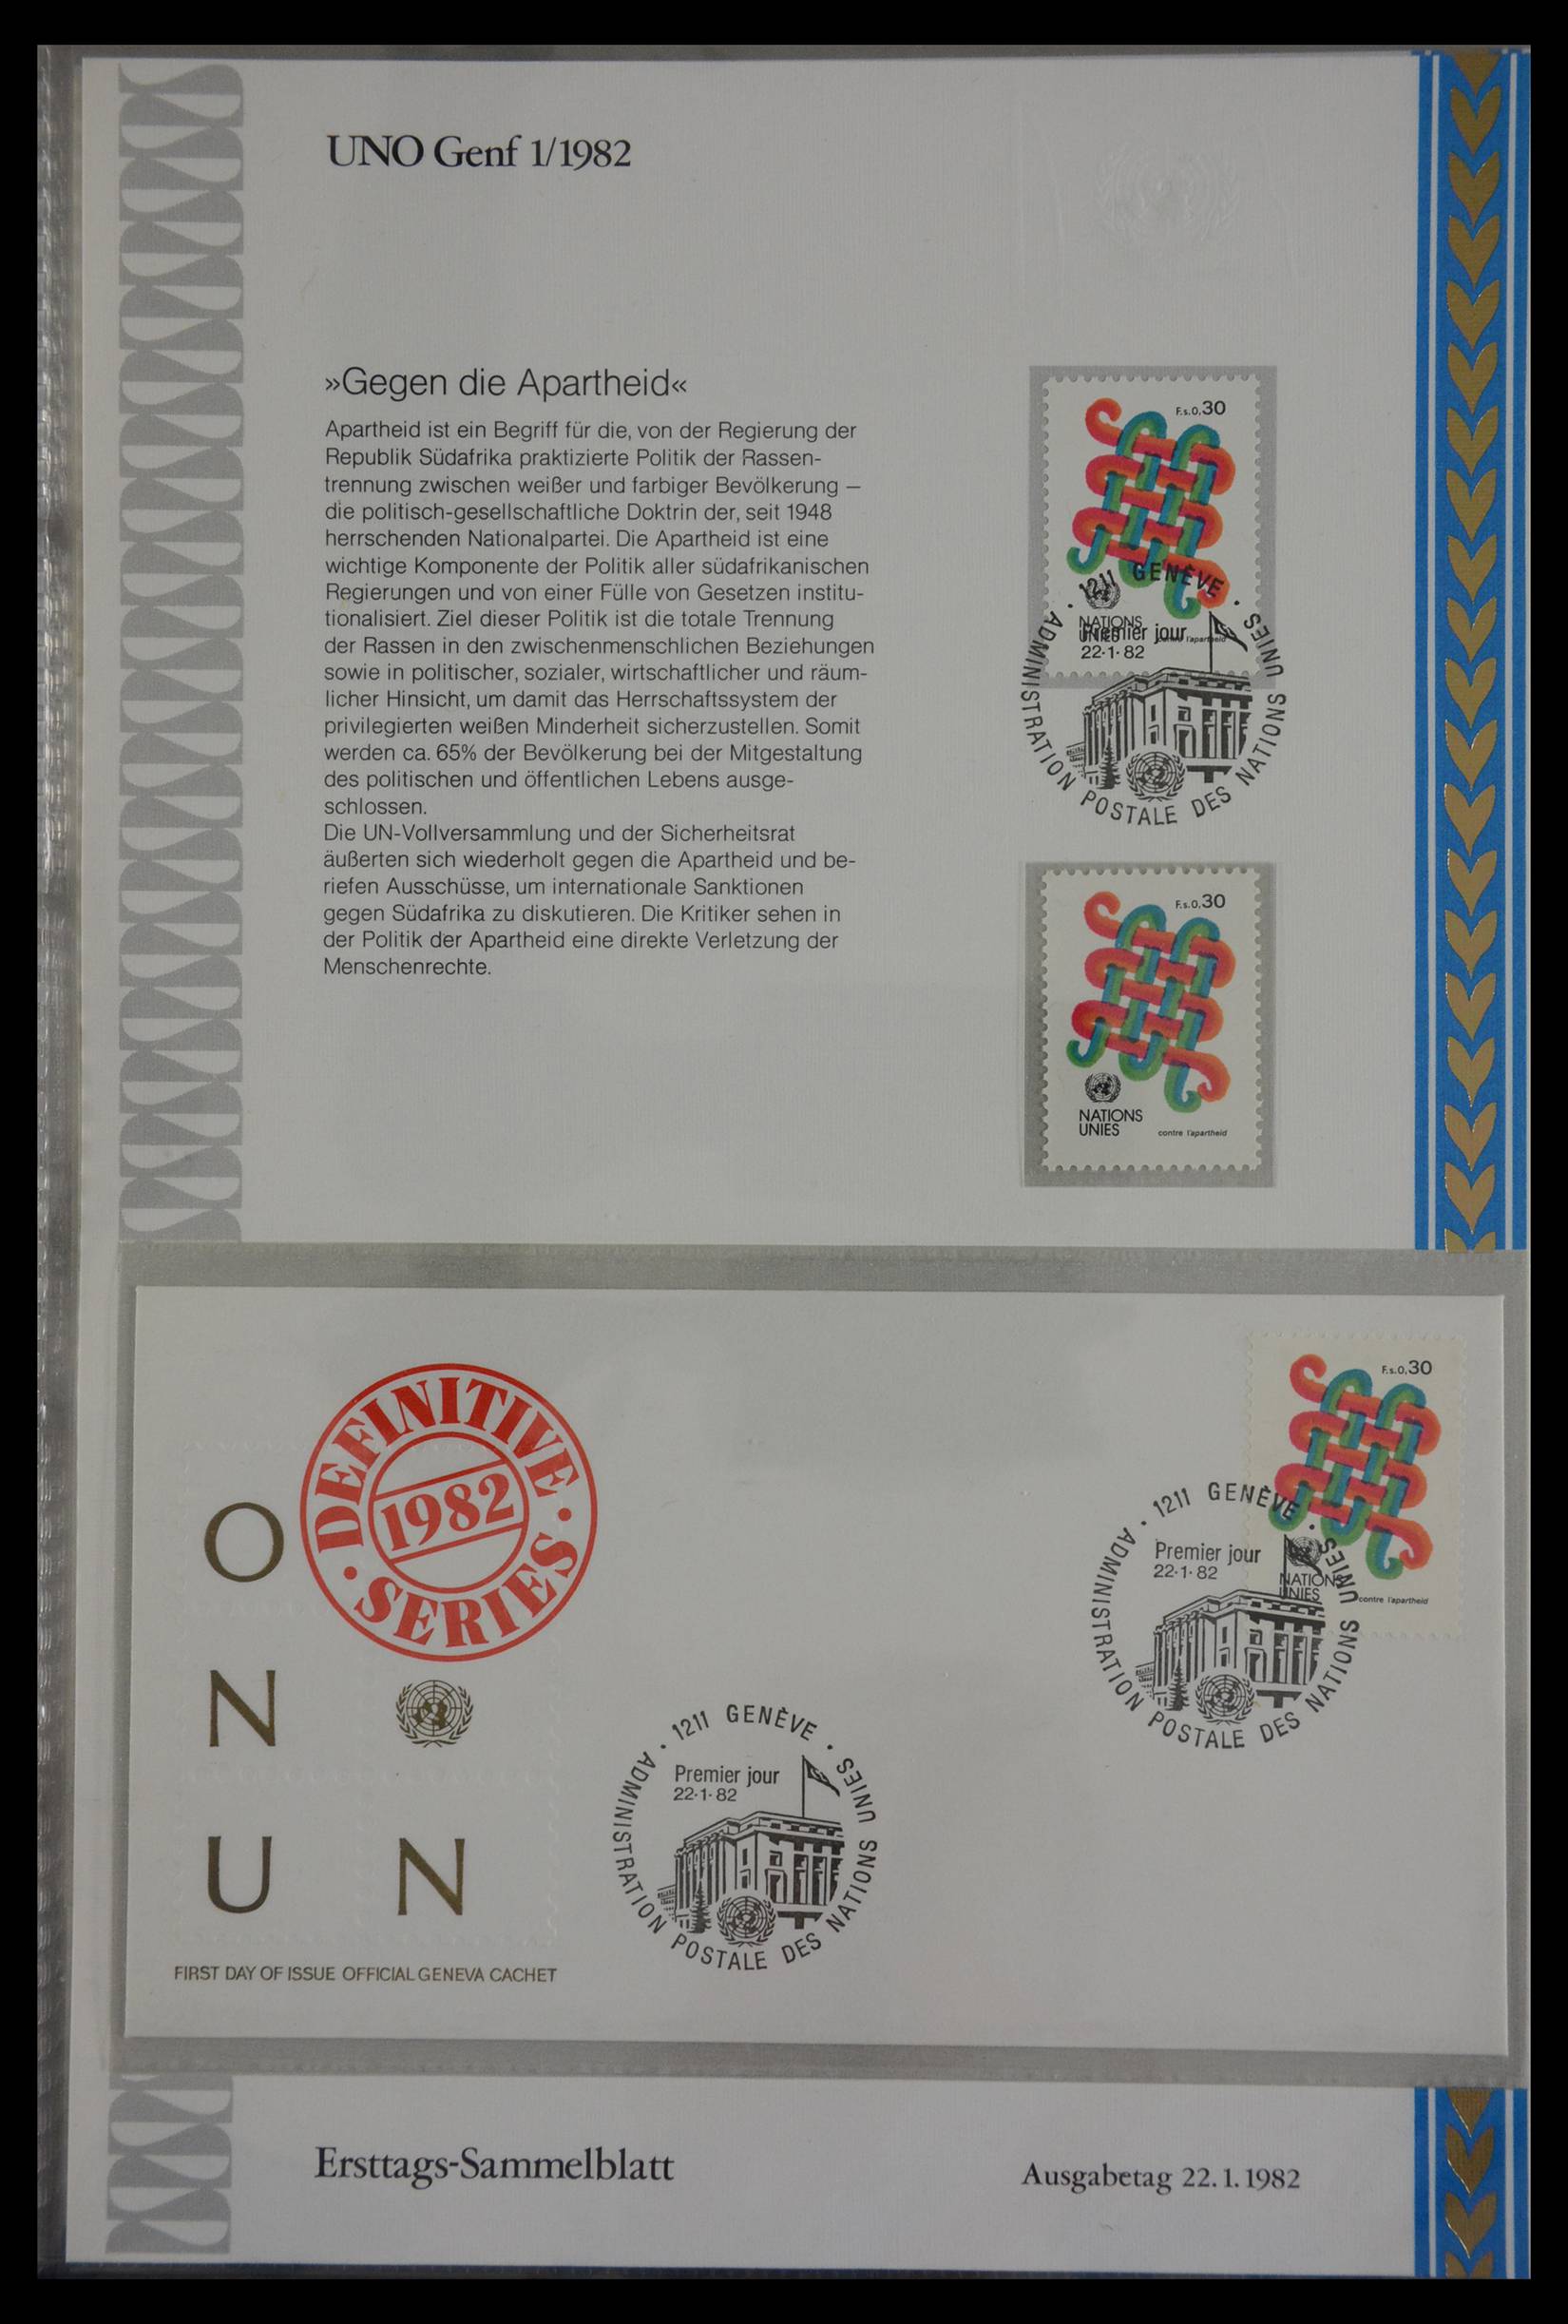 UNO Genf 1/1982
»Gegen die Apartheid«
Apartheid ist ein Begriff für die, von der Regierung der
Republik Südafrika praktizierte Politik der Rassen-
trennung zwischen weißer und farbiger Bevölkerung —
die politisch-gesellschaftliche Doktrin der, seit 1948
herrschenden Nationalpartei. Die Apartheid ist eine
wichtige Komponente der Politik aller südafrikanischen
Regierungen und von einer Fülle von Gesetzen institu-
tionalisiert. Ziel dieser Politik ist die totale Trennung
der Rassen in den zwischenmenschlichen Beziehungen
sowie in politischer, sozialer, wirtschaftlicher und räum-
licher Hinsicht, um damit das Herrschaftssystem der
privilegierten weißen Minderheit sicherzustellen. Somit
werden ca. 65% der Bevölkerung bei der Mitgestaltung
des politischen und öffentlichen Lebens ausge-
schlossen.
Die UN-Vollversammlung und der Sicherheitsrat
äußerten sich wiederholt gegen die Apartheid und be-
riefen Ausschüsse, um internationale Sanktionen
gegen Südafrika zu diskutieren. Die Kritiker sehen in
der Politik der Apartheid eine direkte Verletzung der
Menschenrechte.
F.s.0,30
NATIONS
UNIES
contre l'apartheid
1211 GENÈVE
Premier jour
22·1·82
ADMINISTRATION POSTALE DES NATIONS UNIES
F.s.0,30
NATIONS
UNIES
contre l'apartheid
DEFINITIVE
1982
SERIES
O
N
U N
FIRST DAY OF ISSUE OFFICIAL GENEVA CACHET
1211 GENÈVE
Premier jour
22·1·82
ADMINISTRATION POSTALE DES NATIONS UNIES
F.s.0,30
NATIONS
UNIES
contre l'apartheid
1211 GENÈVE
Premier jour
22·1·82
ADMINISTRATION POSTALE DES NATIONS UNIES
Ersttags-Sammelblatt
Ausgabetag 22.1.1982